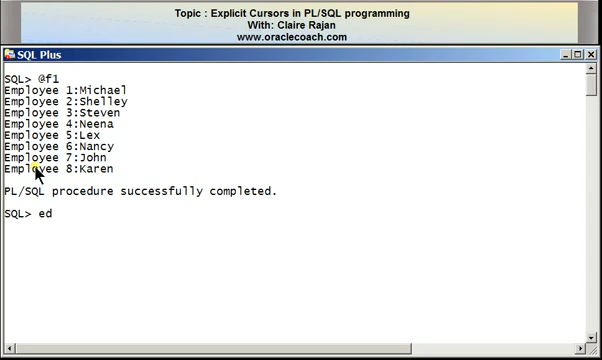 Topic : Explicit Cursors in PL/SQL programming
With: Claire Rajan
www.oraclecoach.com
SQL Plus
SQL> @f1
Employee 1:Michael
Employee 2:Shelley
Employee 3:Steven
Employee 4:Neena
Employee 5:Lex
Employee 6:Nancy
Employee 7:John
Employee 8:Karen
PL/SQL procedure successfully completed.
SQL> ed